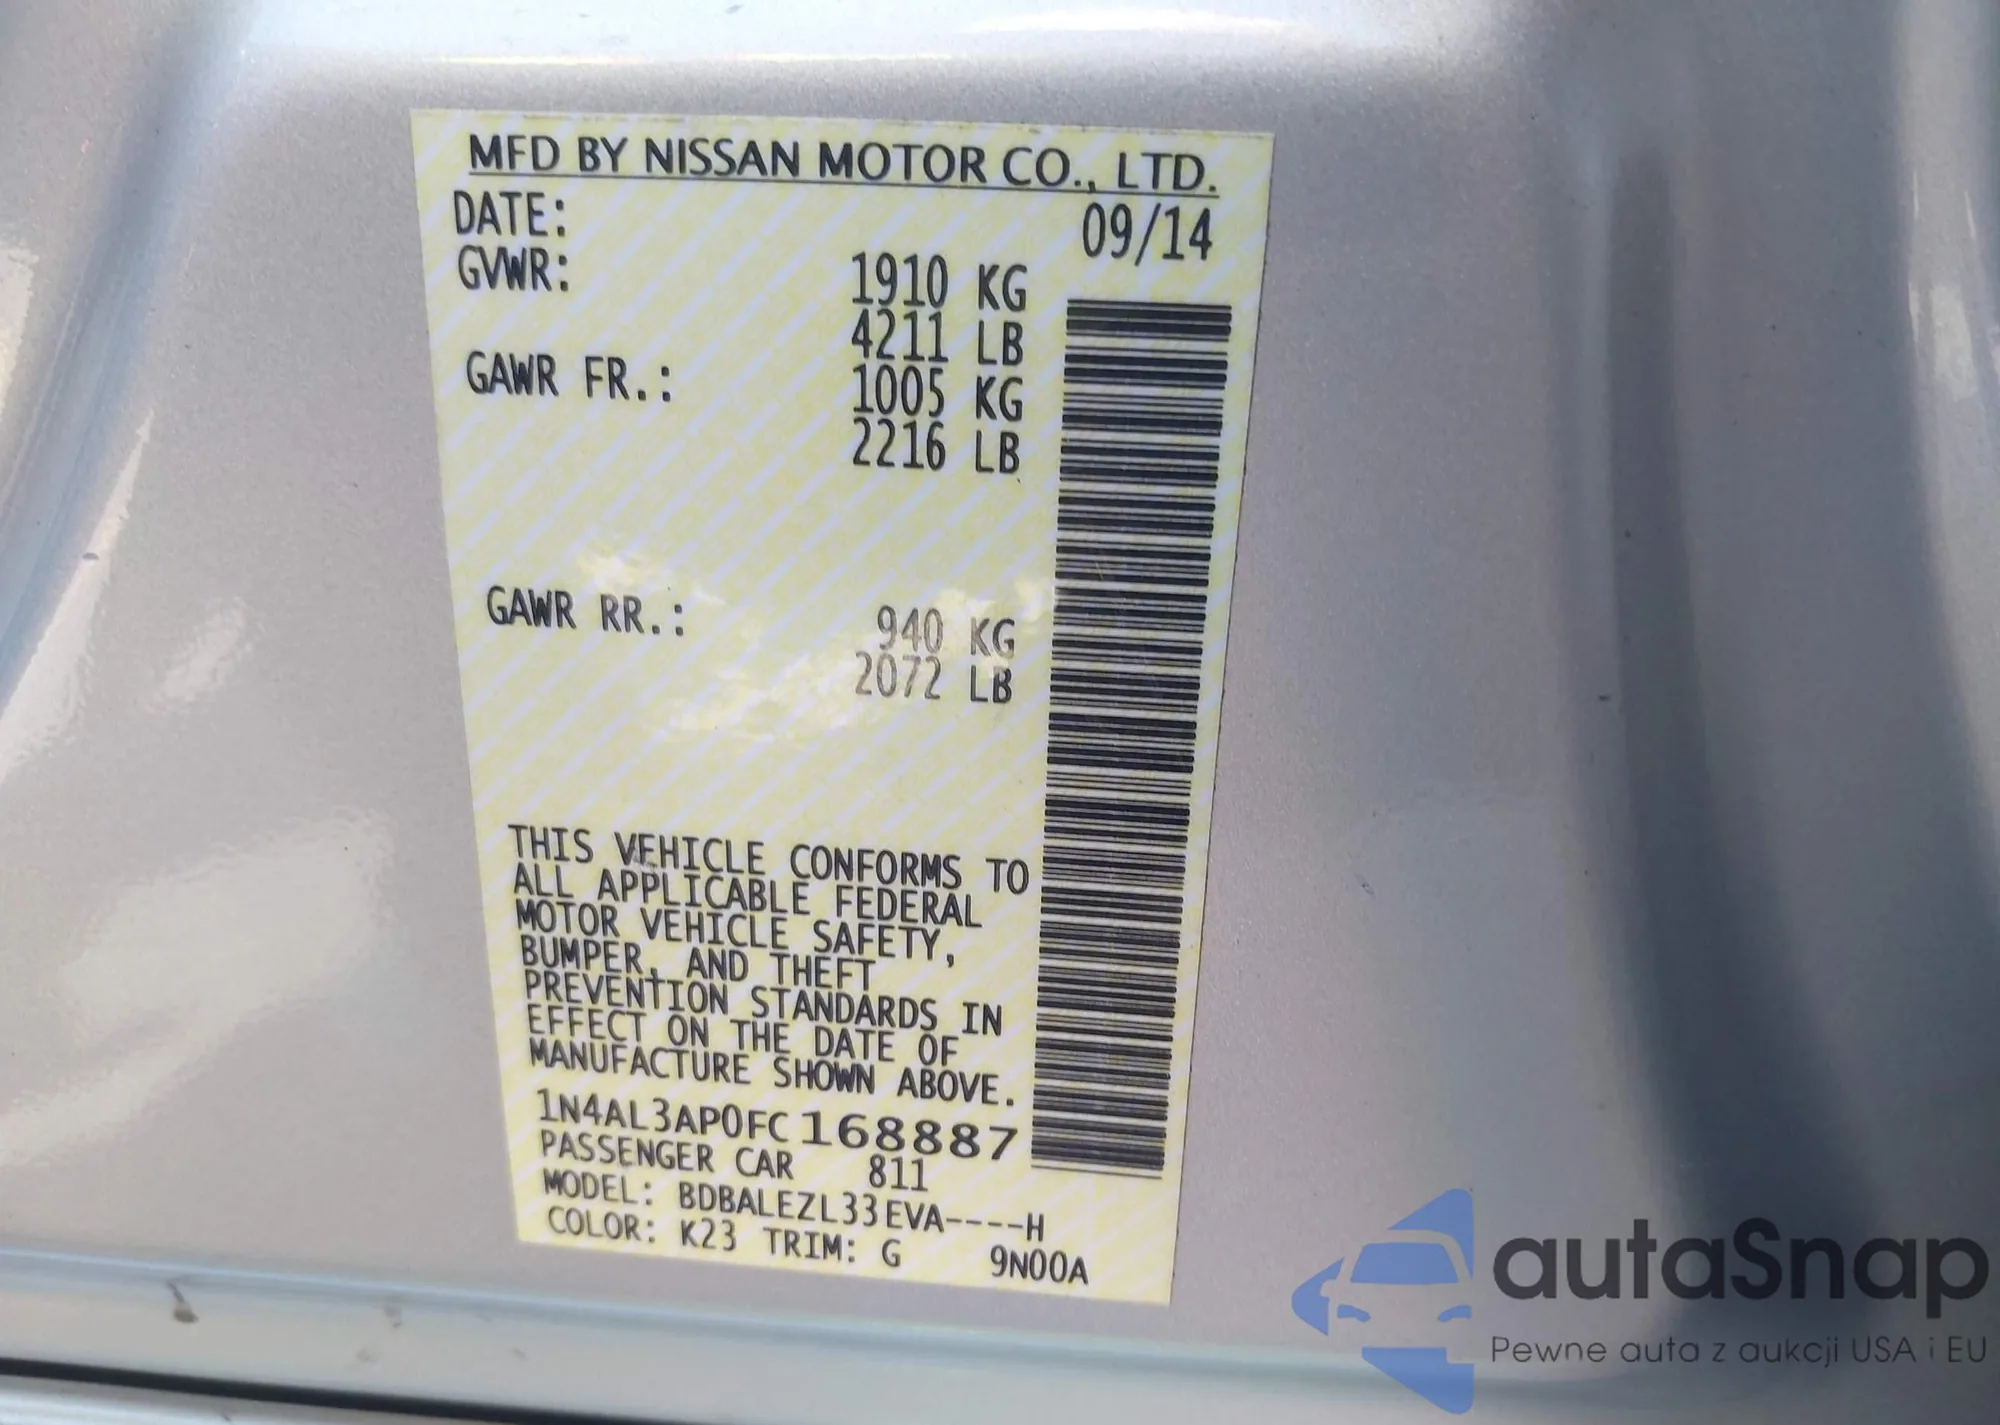 MFD BY NISSAN MOTOR CO., LTD.
DATE: 09/14
GVWR: 1910 KG
4211 LB
GAWR FR.: 1005 KG
2216 LB
GAWR RR.: 940 KG
2072 LB
THIS VEHICLE CONFORMS TO
ALL APPLICABLE FEDERAL
MOTOR VEHICLE SAFETY,
BUMPER, AND THEFT
PREVENTION STANDARDS IN
EFFECT ON THE DATE OF
MANUFACTURE SHOWN ABOVE.
1N4AL3AP0FC168887
PASSENGER CAR 811
MODEL: BDBALEZL33EVA----H
COLOR: K23 TRIM: G 9N00A
autaSnap
Pewne auta z aukcji USA i EU